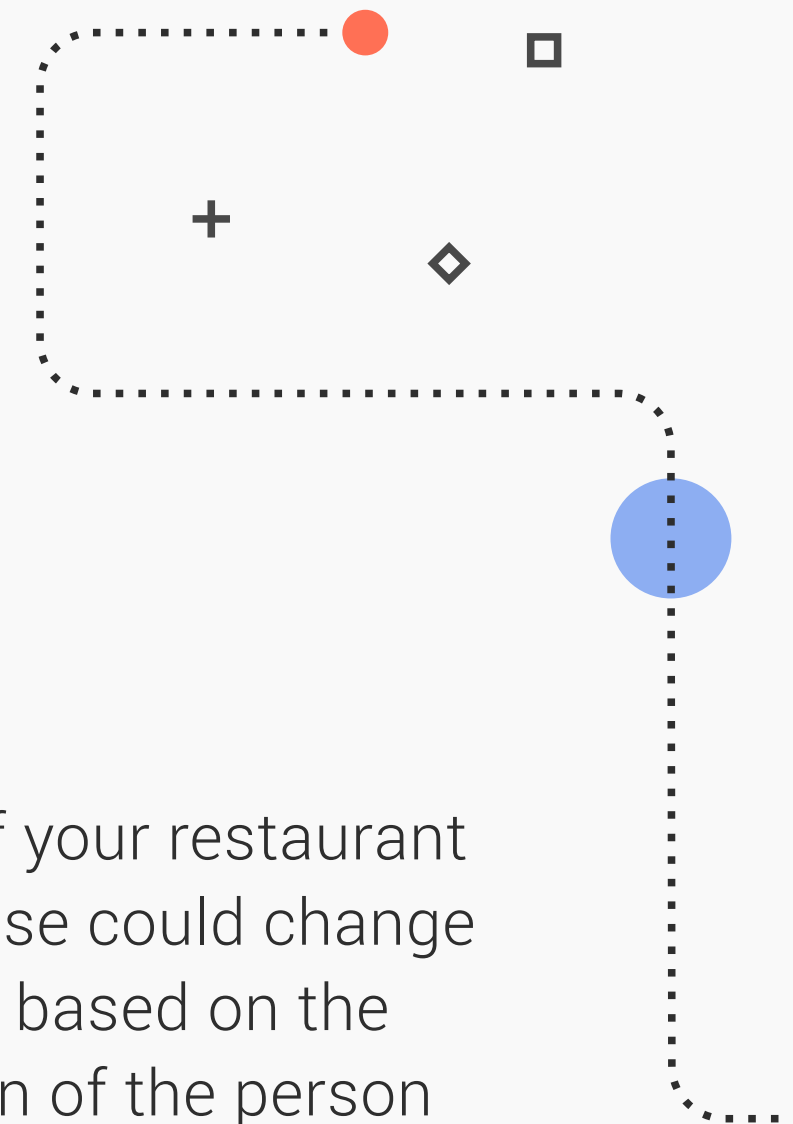 your restaurant
se could change
based on the
n of the person